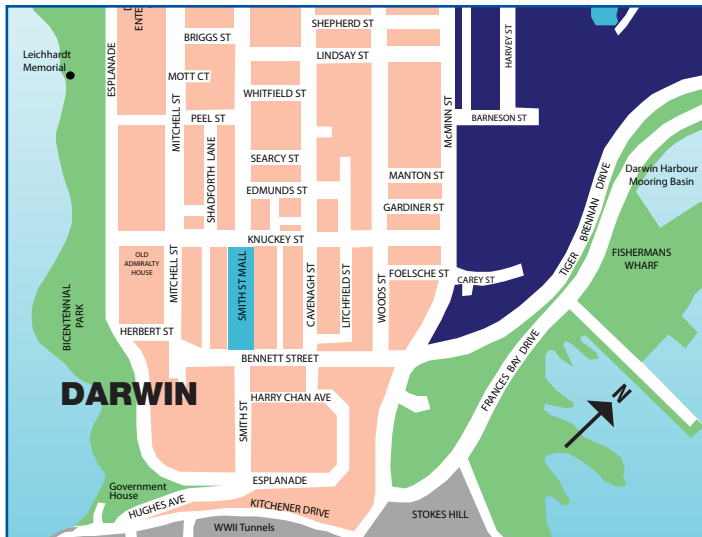 D
ENTE
SHEPHERD ST
BRIGGS ST
HARVEY ST
Leichhardt
Memorial
ESPLANADE
LINDSAY ST
MOTT CT
WHITFIELD ST
MITCHELL ST
PEEL ST
McMINN ST
BARNESON ST
SHADFORTH LANE
SEARCY ST
MANTON ST
Darwin Harbour
Mooring Basin
EDMUNDS ST
GARDINER ST
TIGER BRENNAN DRIVE
KNUCKEY ST
OLD
ADMIRALTY
HOUSE
MITCHELL ST
SMITH ST MALL
CAVENAGH ST
LITCHFIELD ST
WOODS ST
FOELSCHE ST
CAREY ST
FISHERMANS
WHARF
BICENTENNIAL
PARK
HERBERT ST
BENNETT STREET
FRANCES BAY DRIVE
DARWIN
HARRY CHAN AVE
N
SMITH ST
ESPLANADE
Government
House
HUGHES AVE
KITCHENER DRIVE
STOKES HILL
WWII Tunnels